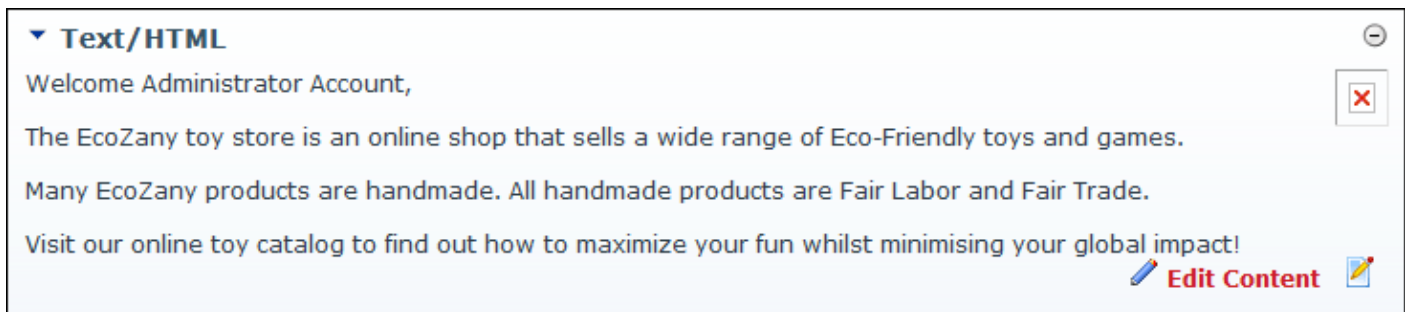 Text/HTML
Welcome Administrator Account,
The EcoZany toy store is an online shop that sells a wide range of Eco-Friendly toys and games.
Many EcoZany products are handmade. All handmade products are Fair Labor and Fair Trade.
Visit our online toy catalog to find out how to maximize your fun whilst minimising your global impact!
Edit Content